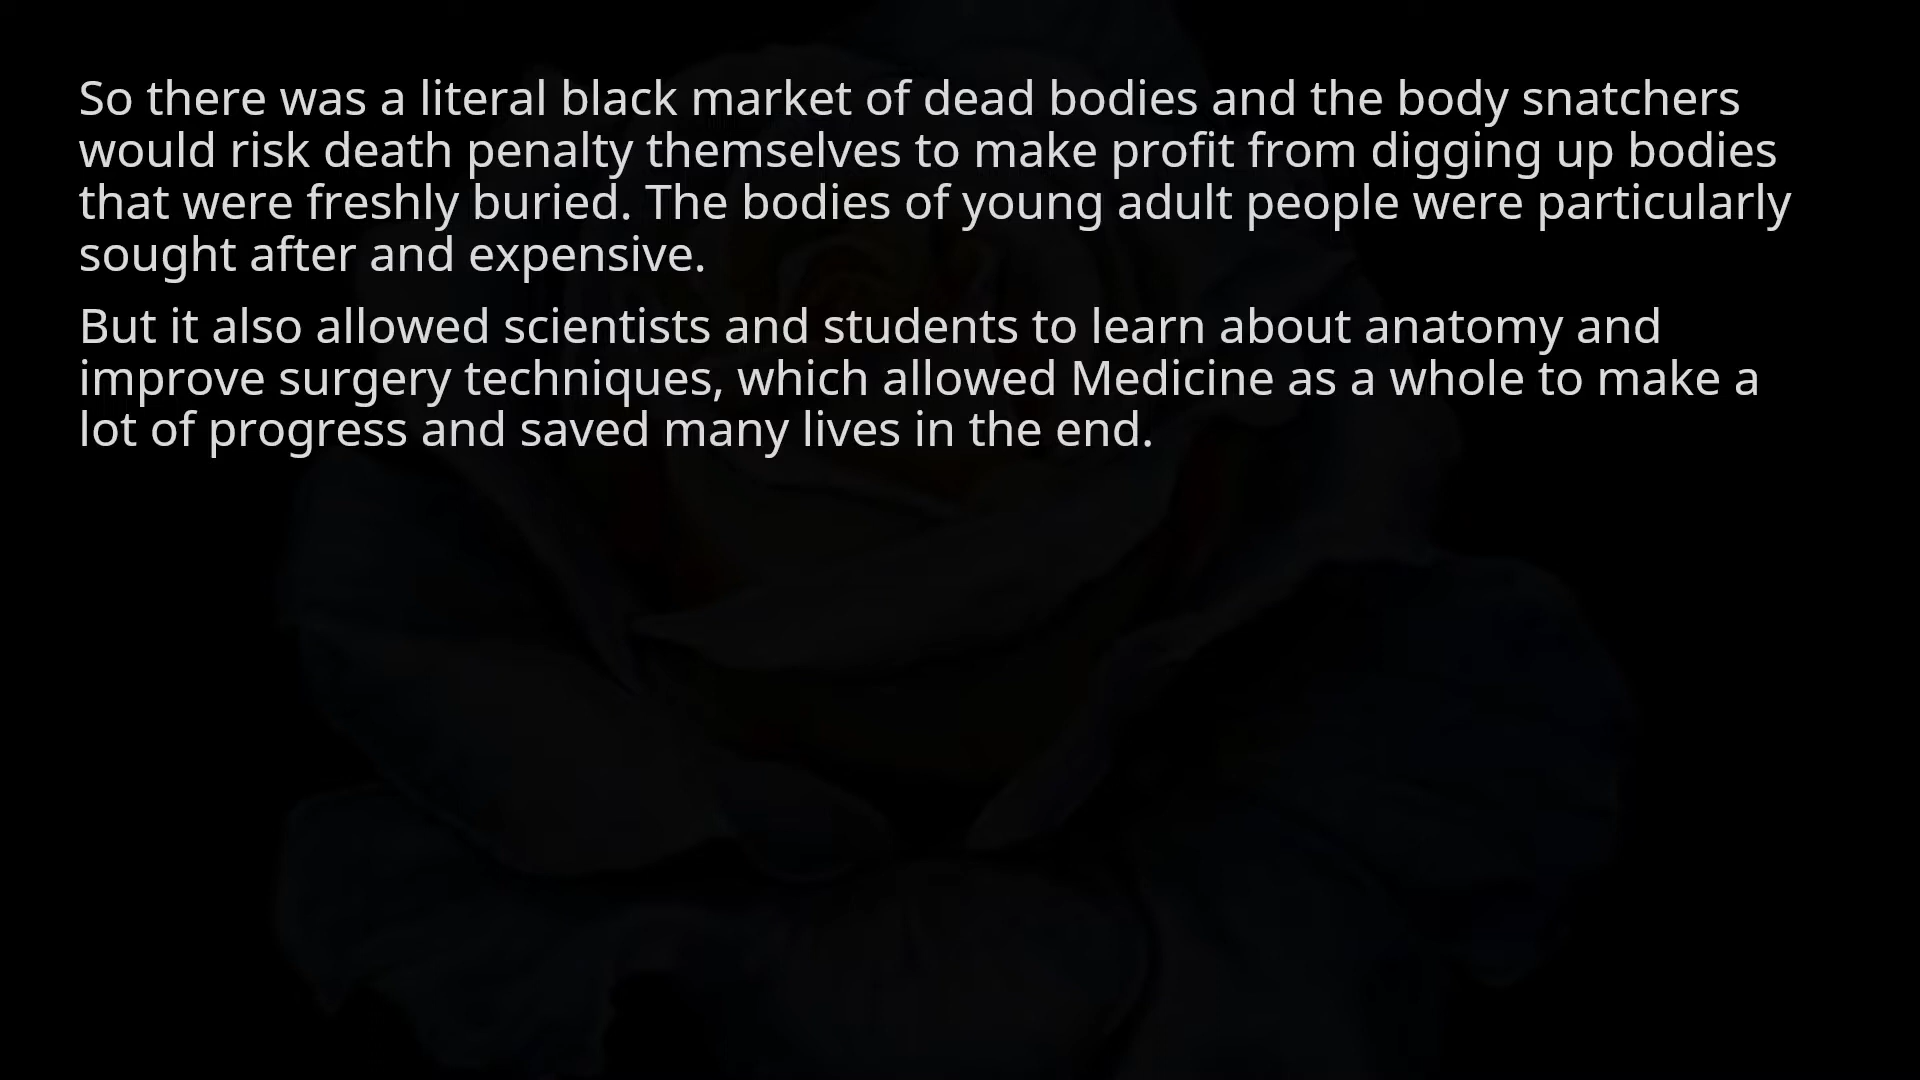 So there was a literal black market of dead bodies and the body snatchers
would risk death penalty themselves to make profit from digging up bodies
that were freshly buried. The bodies of young adult people were particularly
sought after and expensive.
But it also allowed scientists and students to learn about anatomy and
improve surgery techniques, which allowed Medicine as a whole to make a
lot of progress and saved many lives in the end.